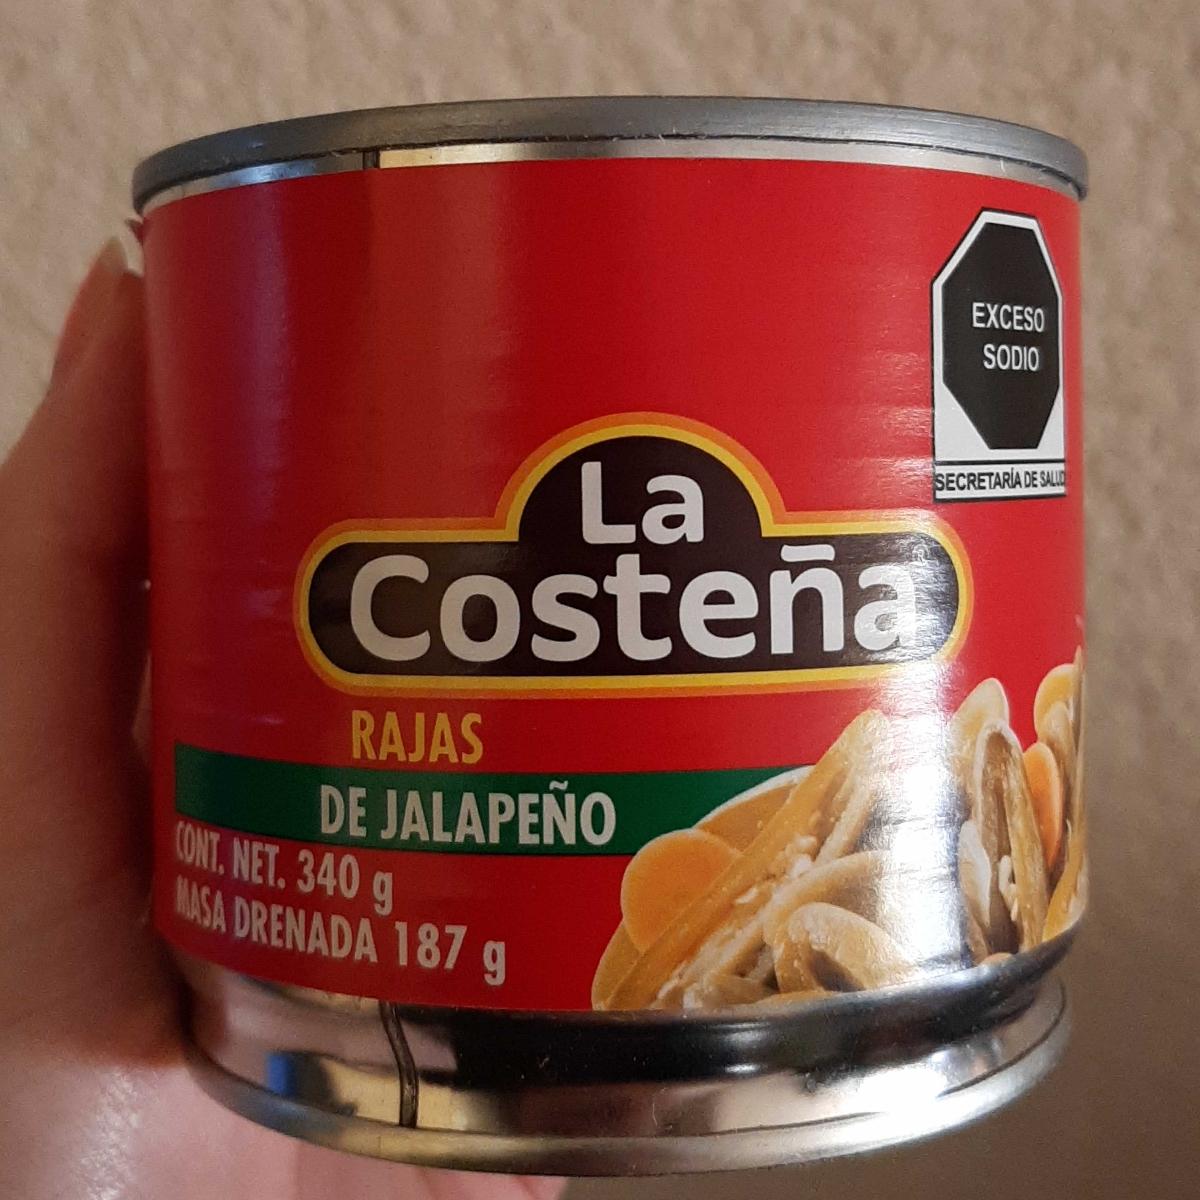 EXCESO
SODIO
SECRETARÍA DE SALUD
La
Costeña®
RAJAS
DE JALAPEÑO
CONT. NET. 340 g
MASA DRENADA 187 g